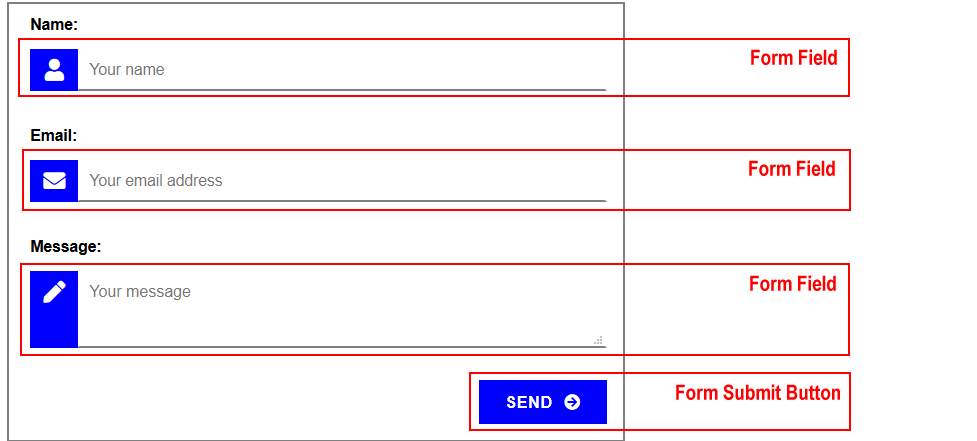 Name:
Your name
Form Field
Email:
Your email address
Form Field
Message:
Your message
Form Field
SEND
Form Submit Button